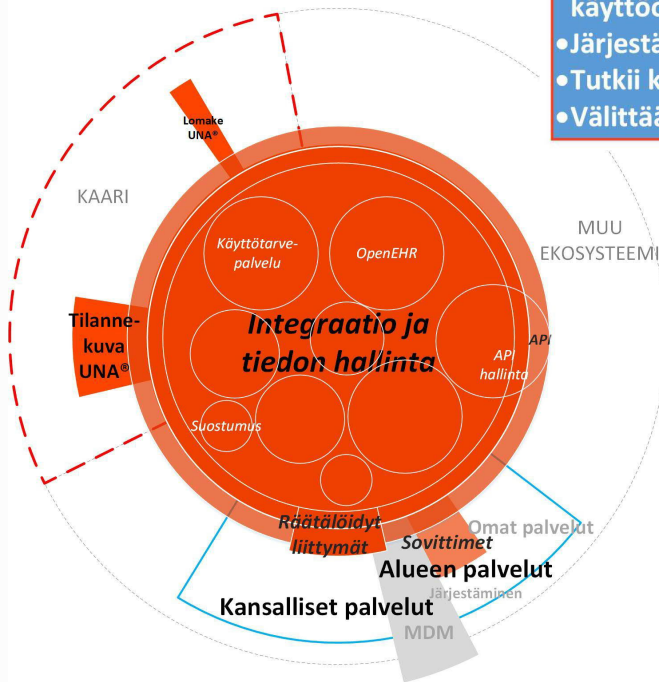 •Järjestä
•Tutkii k
•Välittää
Lomake
UNA®
KAARI
MUU
EKOSYSTEEMI
Käyttötarve-
palvelu
OpenEHR
Tilanne-
kuva
UNA®
Integraatio ja
tiedon hallinta
API
API
hallinta
Suostumus
Räätälöidyt
liittymät
Omat palvelut
Sovittimet
Alueen palvelut
Järjestäminen
Kansalliset palvelut
MDM